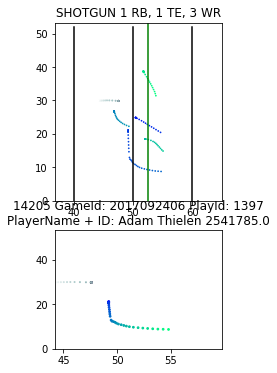 SHOTGUN 1 RB, 1 TE, 3 WR
50
40
30
20
10
0
40 50 60
14205 GameId: 2017092406 PlayId: 1397
PlayerName + ID: Adam Thielen 2541785.0
40
20
0
45 50 55